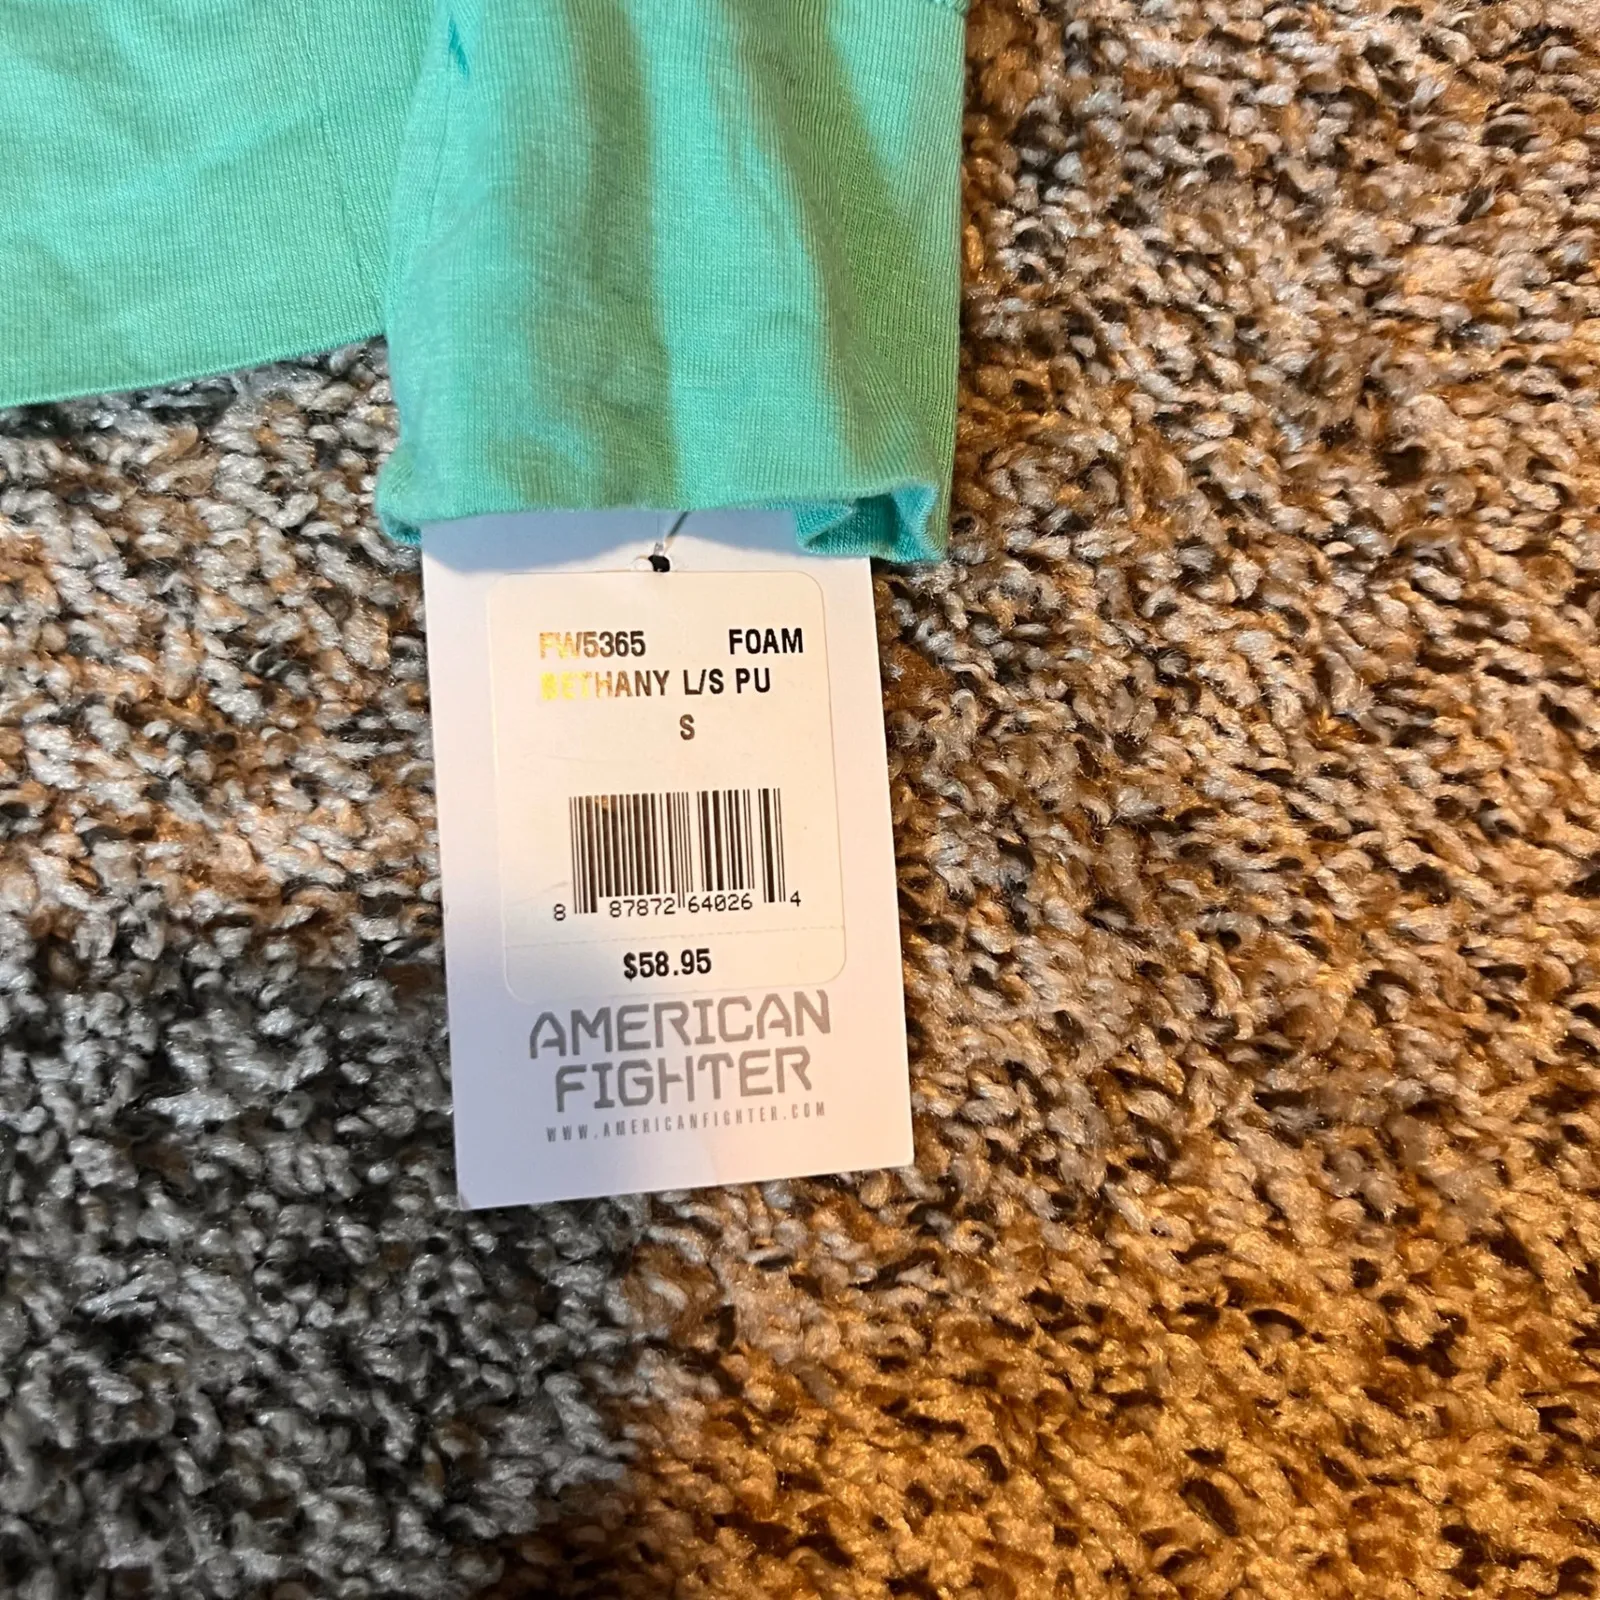 FW5365 FOAM
BETHANY L/S PU
S
8 87872 64026 4
$58.95
AMERICAN
FIGHTER
WWW.AMERICANFIGHTER.COM